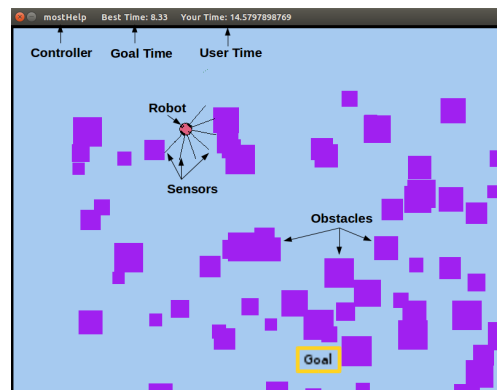 mostHelp Best Time: 8.33 Your Time: 14.5797898769
Controller Goal Time User Time
Robot
Sensors
Obstacles
Goal